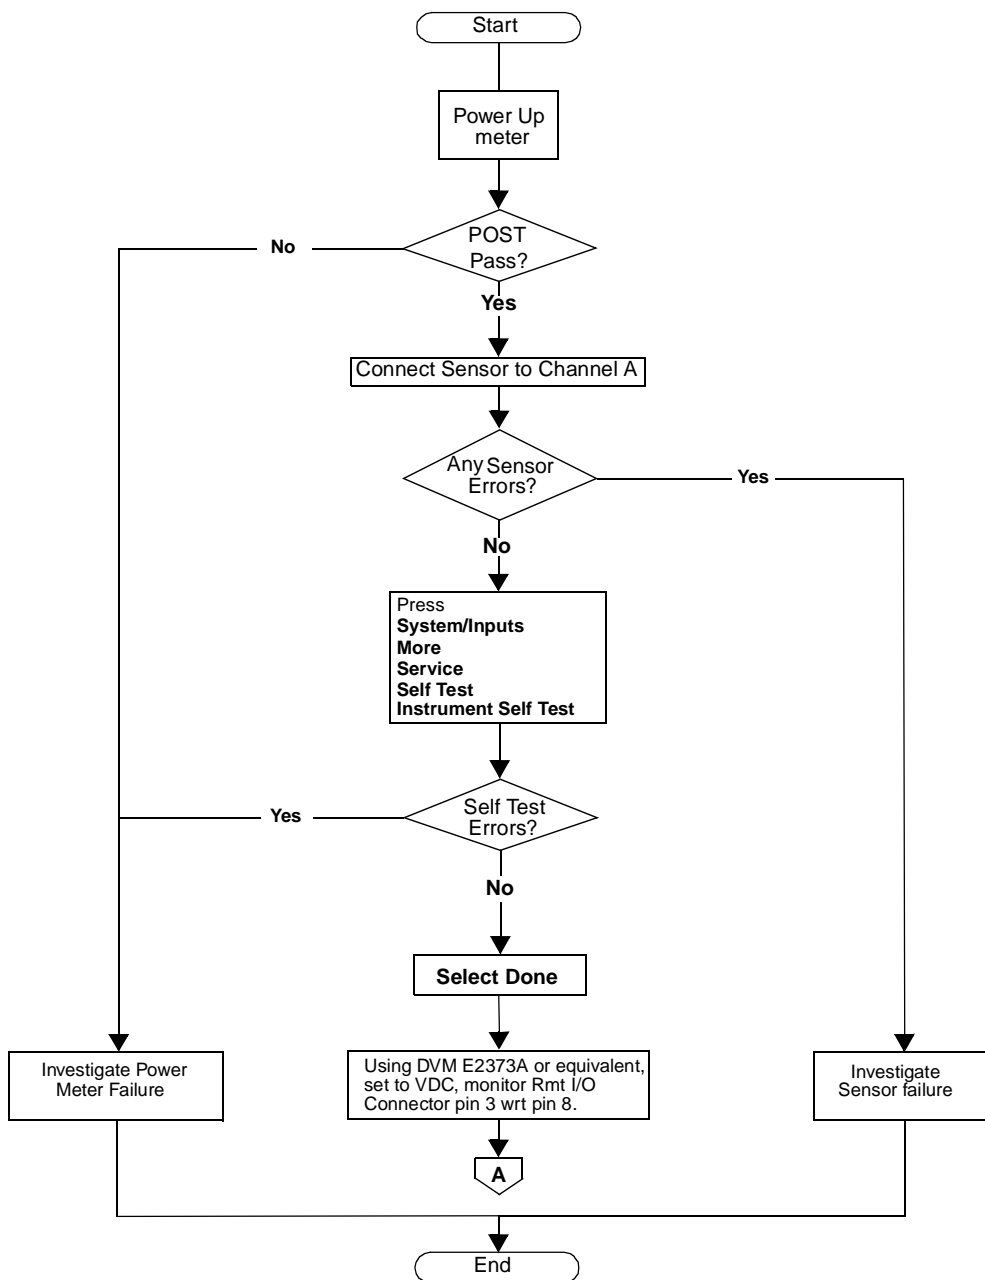 Start
Power Up
meter
POST
Pass?
No
Yes
Connect Sensor to Channel A
Any Sensor
Errors?
Yes
No
Press
System/Inputs
More
Service
Self Test
Instrument Self Test
Self Test
Errors?
Yes
No
Select Done
Investigate Power
Meter Failure
Using DVM E2373A or equivalent,
set to VDC, monitor Rmt I/O
Connector pin 3 wrt pin 8.
Investigate
Sensor failure
A
End